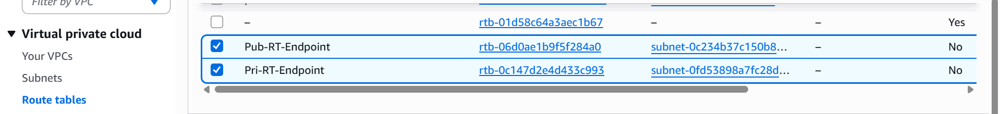 Filter by VPC
Virtual private cloud
Your VPCs
Subnets
Route tables
– rtb-01d58c64a3aec1b67 – – Yes
Pub-RT-Endpoint rtb-06d0ae1b9f5f284a0 subnet-0c234b37c150b8... – No
Pri-RT-Endpoint rtb-0c147d2e4d433c993 subnet-0fd53898a7fc28d... – No